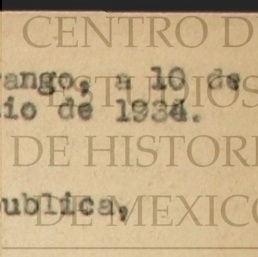 CENTRO D
ango, a 10 de
ESTUDIOS
io de 1934.
DE HISTORI
ublica,
DE MEXICO